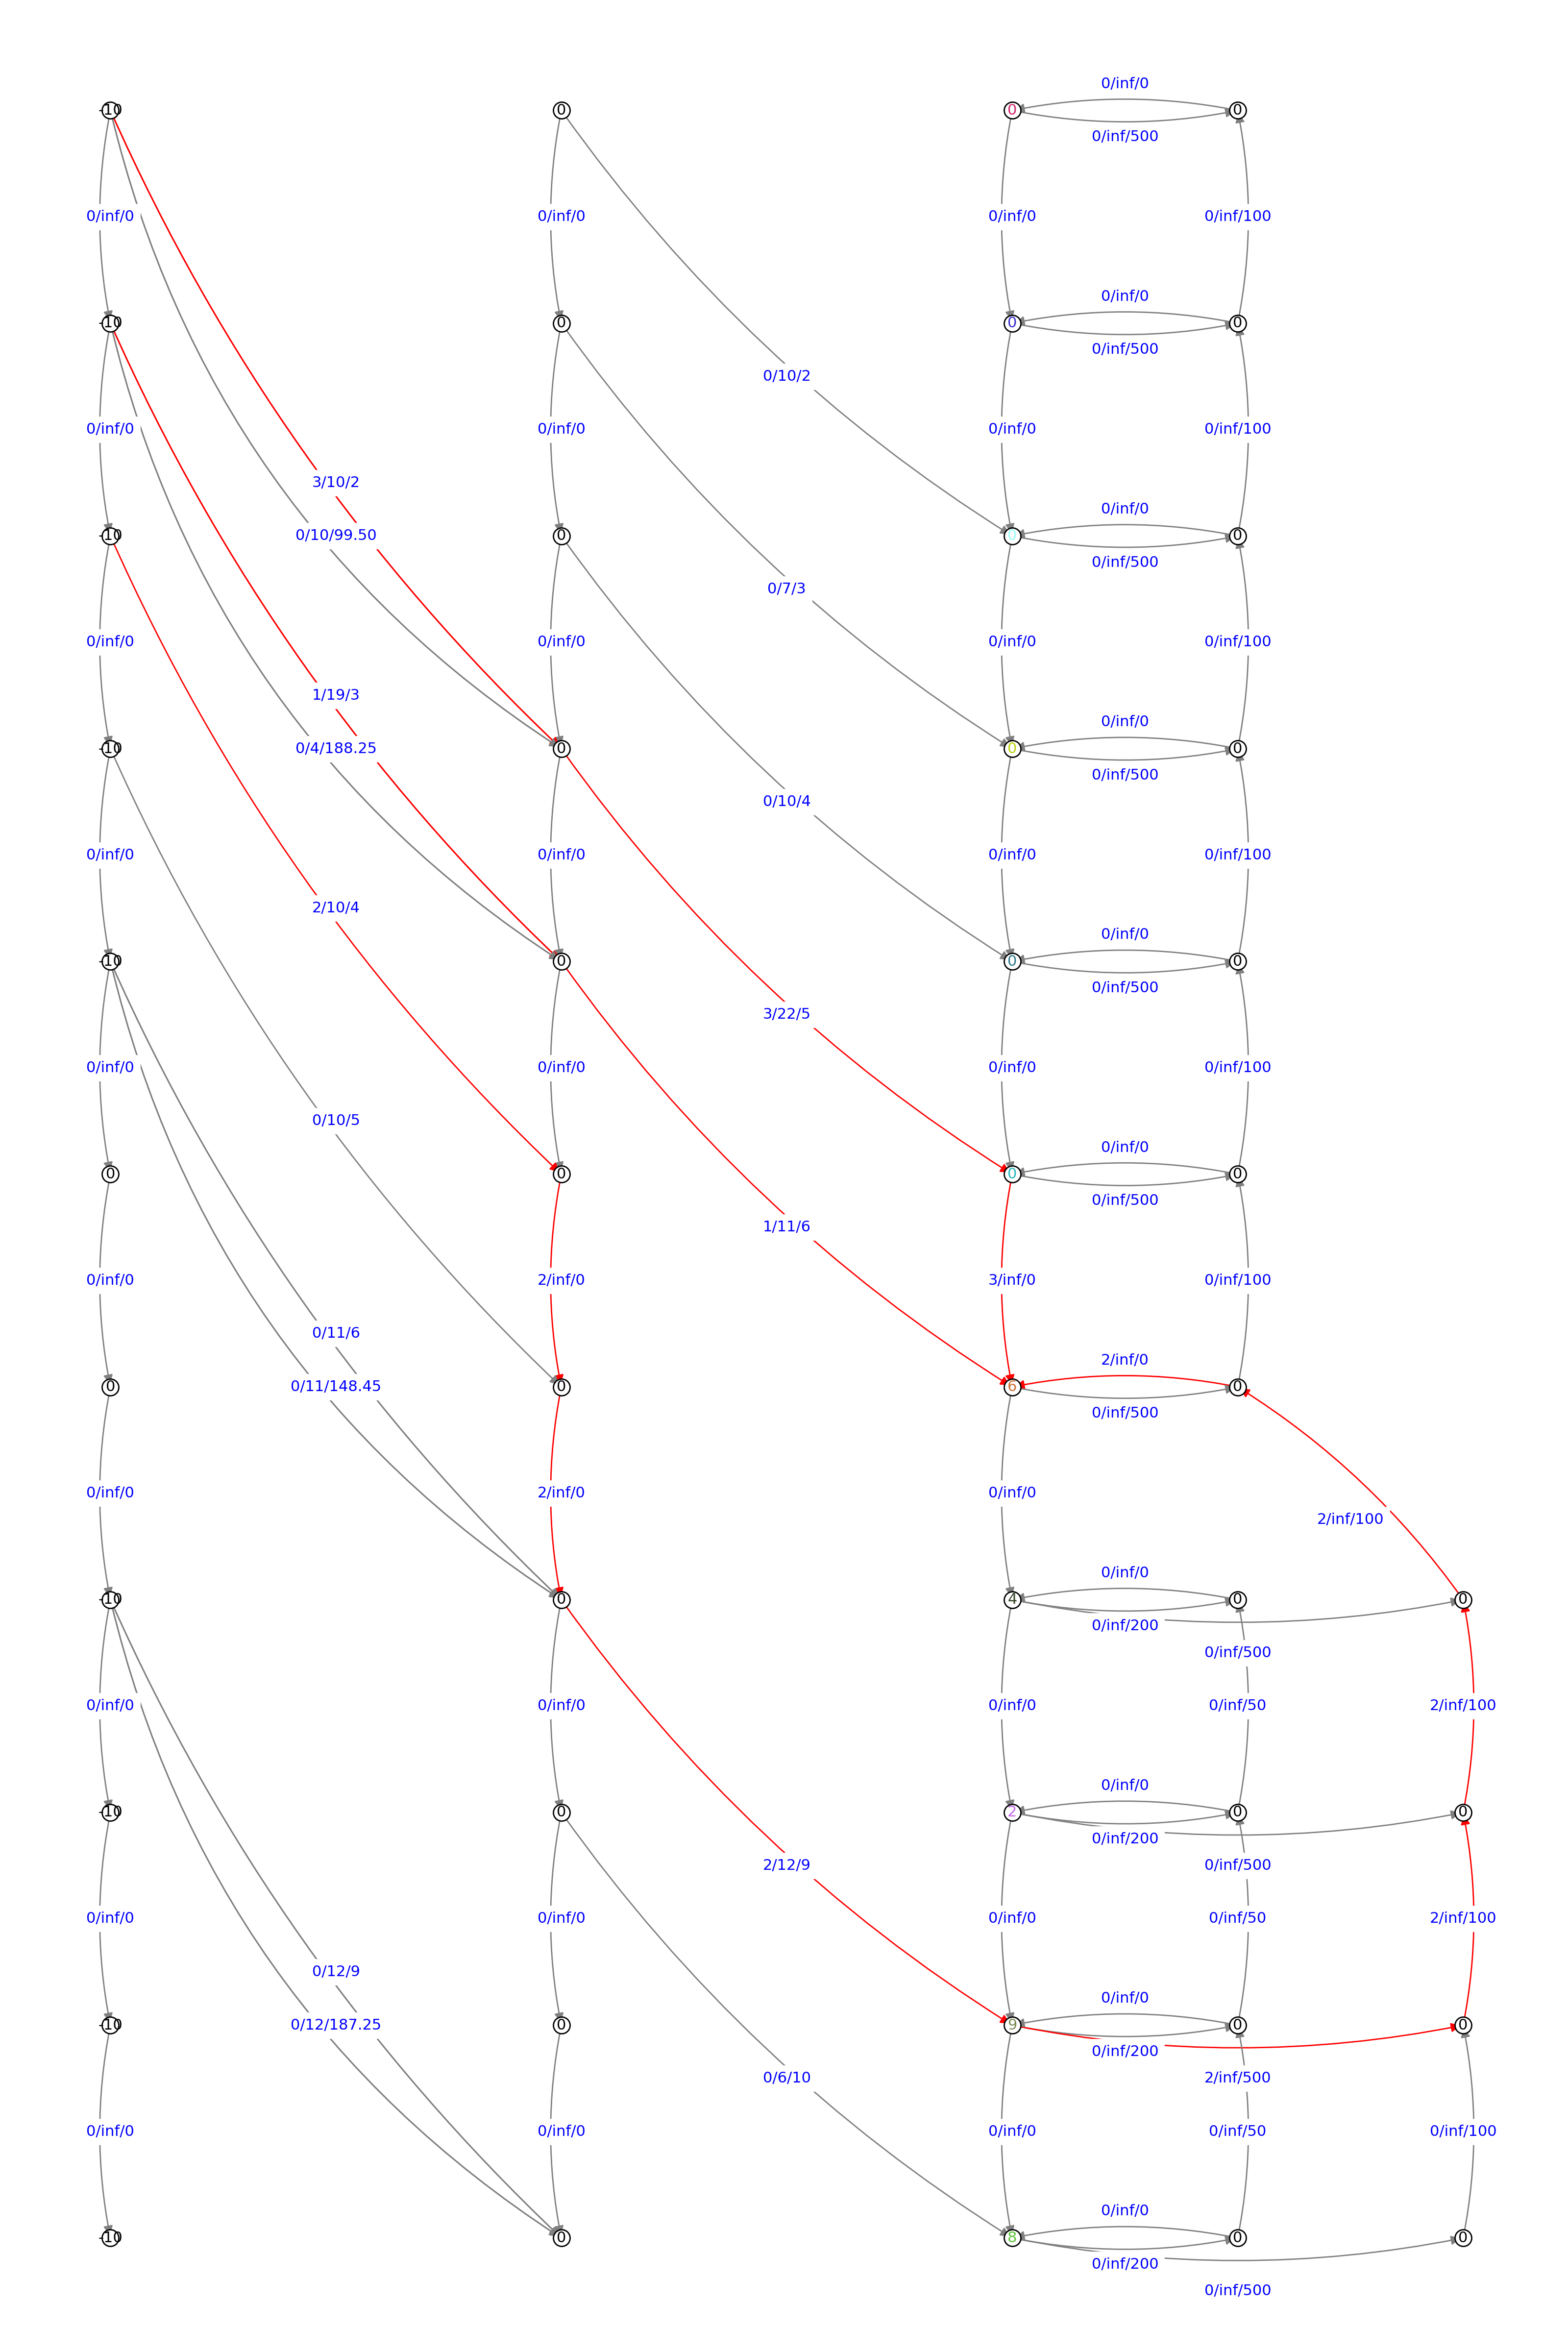 0/inf/0
-10 0 0 0
0/inf/500
0/inf/0 0/inf/0 0/inf/0 0/inf/100
0/inf/0
-10 0 0 0
0/inf/500
0/10/2
0/inf/0 0/inf/0 0/inf/0 0/inf/100
3/10/2
0/inf/0
-10 0/10/99.50 0 0 0
0/inf/500
0/7/3
0/inf/0 0/inf/0 0/inf/0 0/inf/100
1/19/3
0/inf/0
-10 0/4/188.25 0 0 0
0/inf/500
0/10/4
0/inf/0 0/inf/0 0/inf/0 0/inf/100
2/10/4
0/inf/0
-10 0 0 0
0/inf/500
3/22/5
0/inf/0 0/inf/0 0/inf/0 0/inf/100
0/10/5
0/inf/0
0 0 0 0
0/inf/500
1/11/6
0/inf/0 2/inf/0 3/inf/0 0/inf/100
0/11/6
2/inf/0
0 0/11/148.45 0 6 0
0/inf/500
0/inf/0 2/inf/0 0/inf/0
2/inf/100
0/inf/0
-10 0 4 0 0
0/inf/200
0/inf/500
0/inf/0 0/inf/0 0/inf/0 0/inf/50 2/inf/100
0/inf/0
-10 0 2 0 0
0/inf/200
2/12/9 0/inf/500
0/inf/0 0/inf/0 0/inf/0 0/inf/50 2/inf/100
0/12/9
0/inf/0
-10 0/12/187.25 0 9 0 0
0/inf/200
0/6/10 2/inf/500
0/inf/0 0/inf/0 0/inf/0 0/inf/50 0/inf/100
0/inf/0
-10 0 8 0 0
0/inf/200
0/inf/500